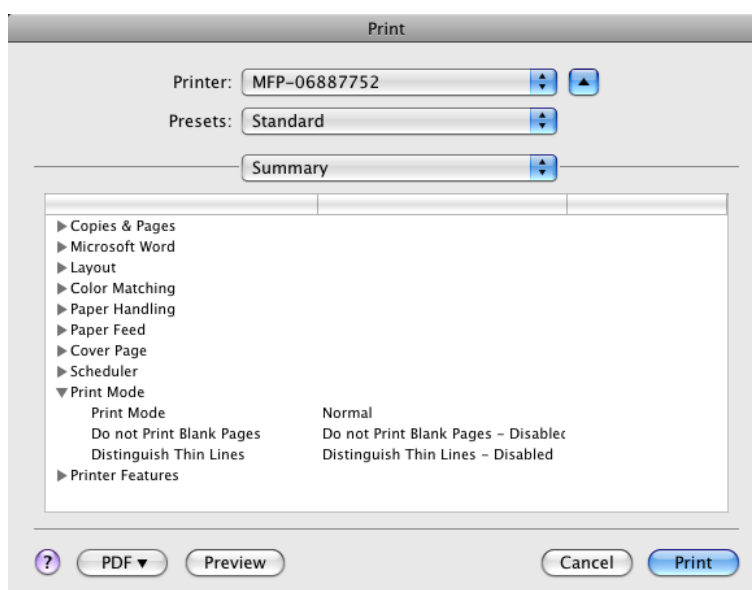 Print
Printer: MFP-06887752
Presets: Standard
Summary
Copies & Pages
Microsoft Word
Layout
Color Matching
Paper Handling
Paper Feed
Cover Page
Scheduler
Print Mode
Print Mode Normal
Do not Print Blank Pages Do not Print Blank Pages – Disablec
Distinguish Thin Lines Distinguish Thin Lines – Disabled
Printer Features
? PDF ▼ Preview Cancel Print